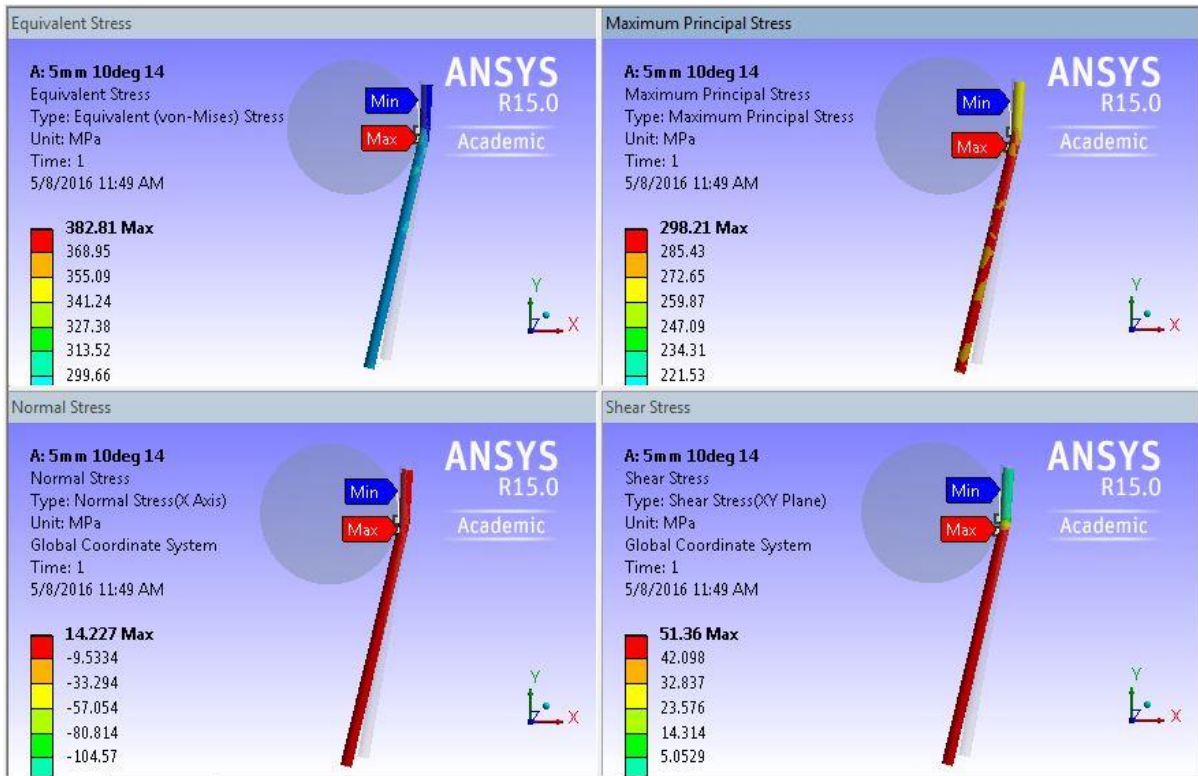 Equivalent Stress
A: 5mm 10deg 14
Equivalent Stress
Type: Equivalent (von-Mises) Stress
Unit: MPa
Time: 1
5/8/2016 11:49 AM
382.81 Max
368.95
355.09
341.24
327.38
313.52
299.66
Min
Max
ANSYS
R15.0
Academic
Y
Z
X
Maximum Principal Stress
A: 5mm 10deg 14
Maximum Principal Stress
Type: Maximum Principal Stress
Unit: MPa
Time: 1
5/8/2016 11:49 AM
298.21 Max
285.43
272.65
259.87
247.09
234.31
221.53
Min
Max
ANSYS
R15.0
Academic
Y
Z
X
Normal Stress
A: 5mm 10deg 14
Normal Stress
Type: Normal Stress(X Axis)
Unit: MPa
Global Coordinate System
Time: 1
5/8/2016 11:49 AM
14.227 Max
-9.5334
-33.294
-57.054
-80.814
-104.57
Min
Max
ANSYS
R15.0
Academic
Y
Z
X
Shear Stress
A: 5mm 10deg 14
Shear Stress
Type: Shear Stress(XY Plane)
Unit: MPa
Global Coordinate System
Time: 1
5/8/2016 11:49 AM
51.36 Max
42.098
32.837
23.576
14.314
5.0529
Min
Max
ANSYS
R15.0
Academic
Y
Z
X